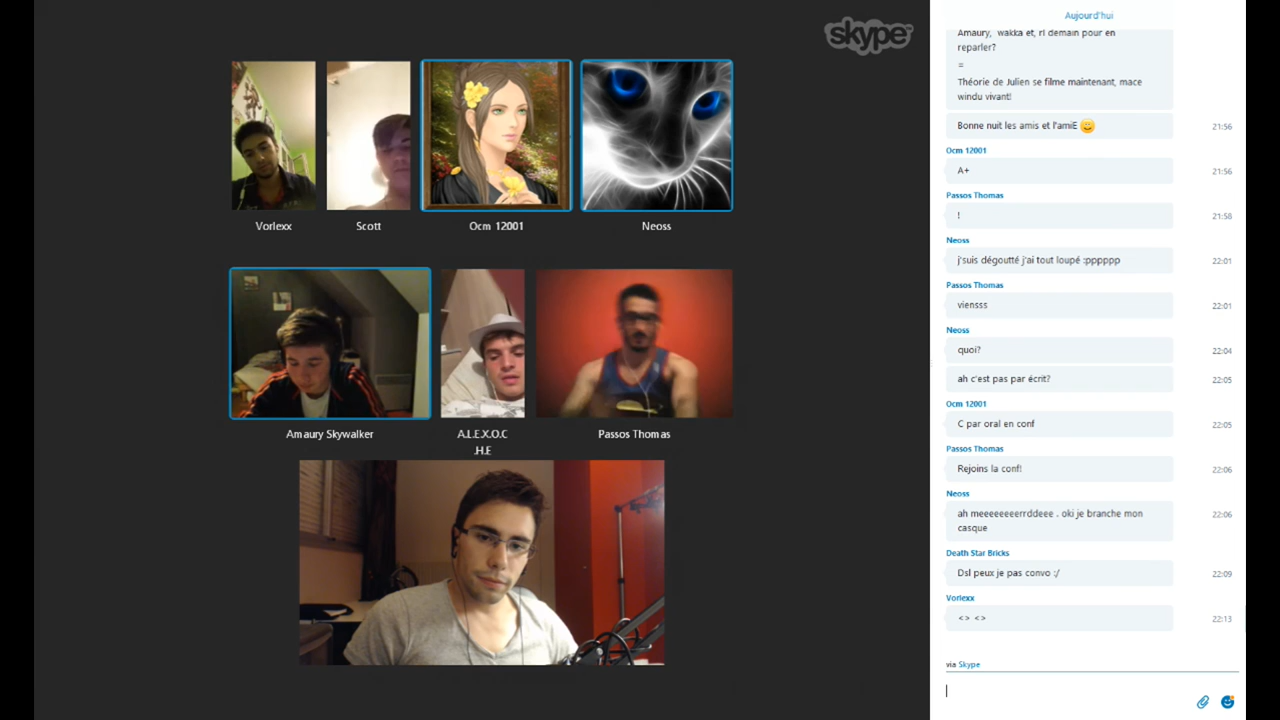 skype
Vorlexx
Scott
Ocm 12001
Neoss
Amaury Skywalker
A.L.E.X.O.C
.H.E
Passos Thomas
Aujourd'hui
Amaury, wakka et, rl demain pour en
reparler?
=
Théorie de Julien se filme maintenant, mace
windu vivant!
Bonne nuit les amis et l'amiE
21:56
Ocm 12001
A+
21:56
Passos Thomas
!
21:58
Neoss
j'suis dégoutté j'ai tout loupé :pppppp
22:01
Passos Thomas
viensss
22:01
Neoss
quoi?
22:04
ah c'est pas par écrit?
22:05
Ocm 12001
C par oral en conf
22:05
Passos Thomas
Rejoins la conf!
22:06
Neoss
ah meeeeeeeerrddeee . oki je branche mon
casque
22:06
Death Star Bricks
Dsl peux je pas convo :/
22:09
Vorlexx
<> <>
22:13
via Skype